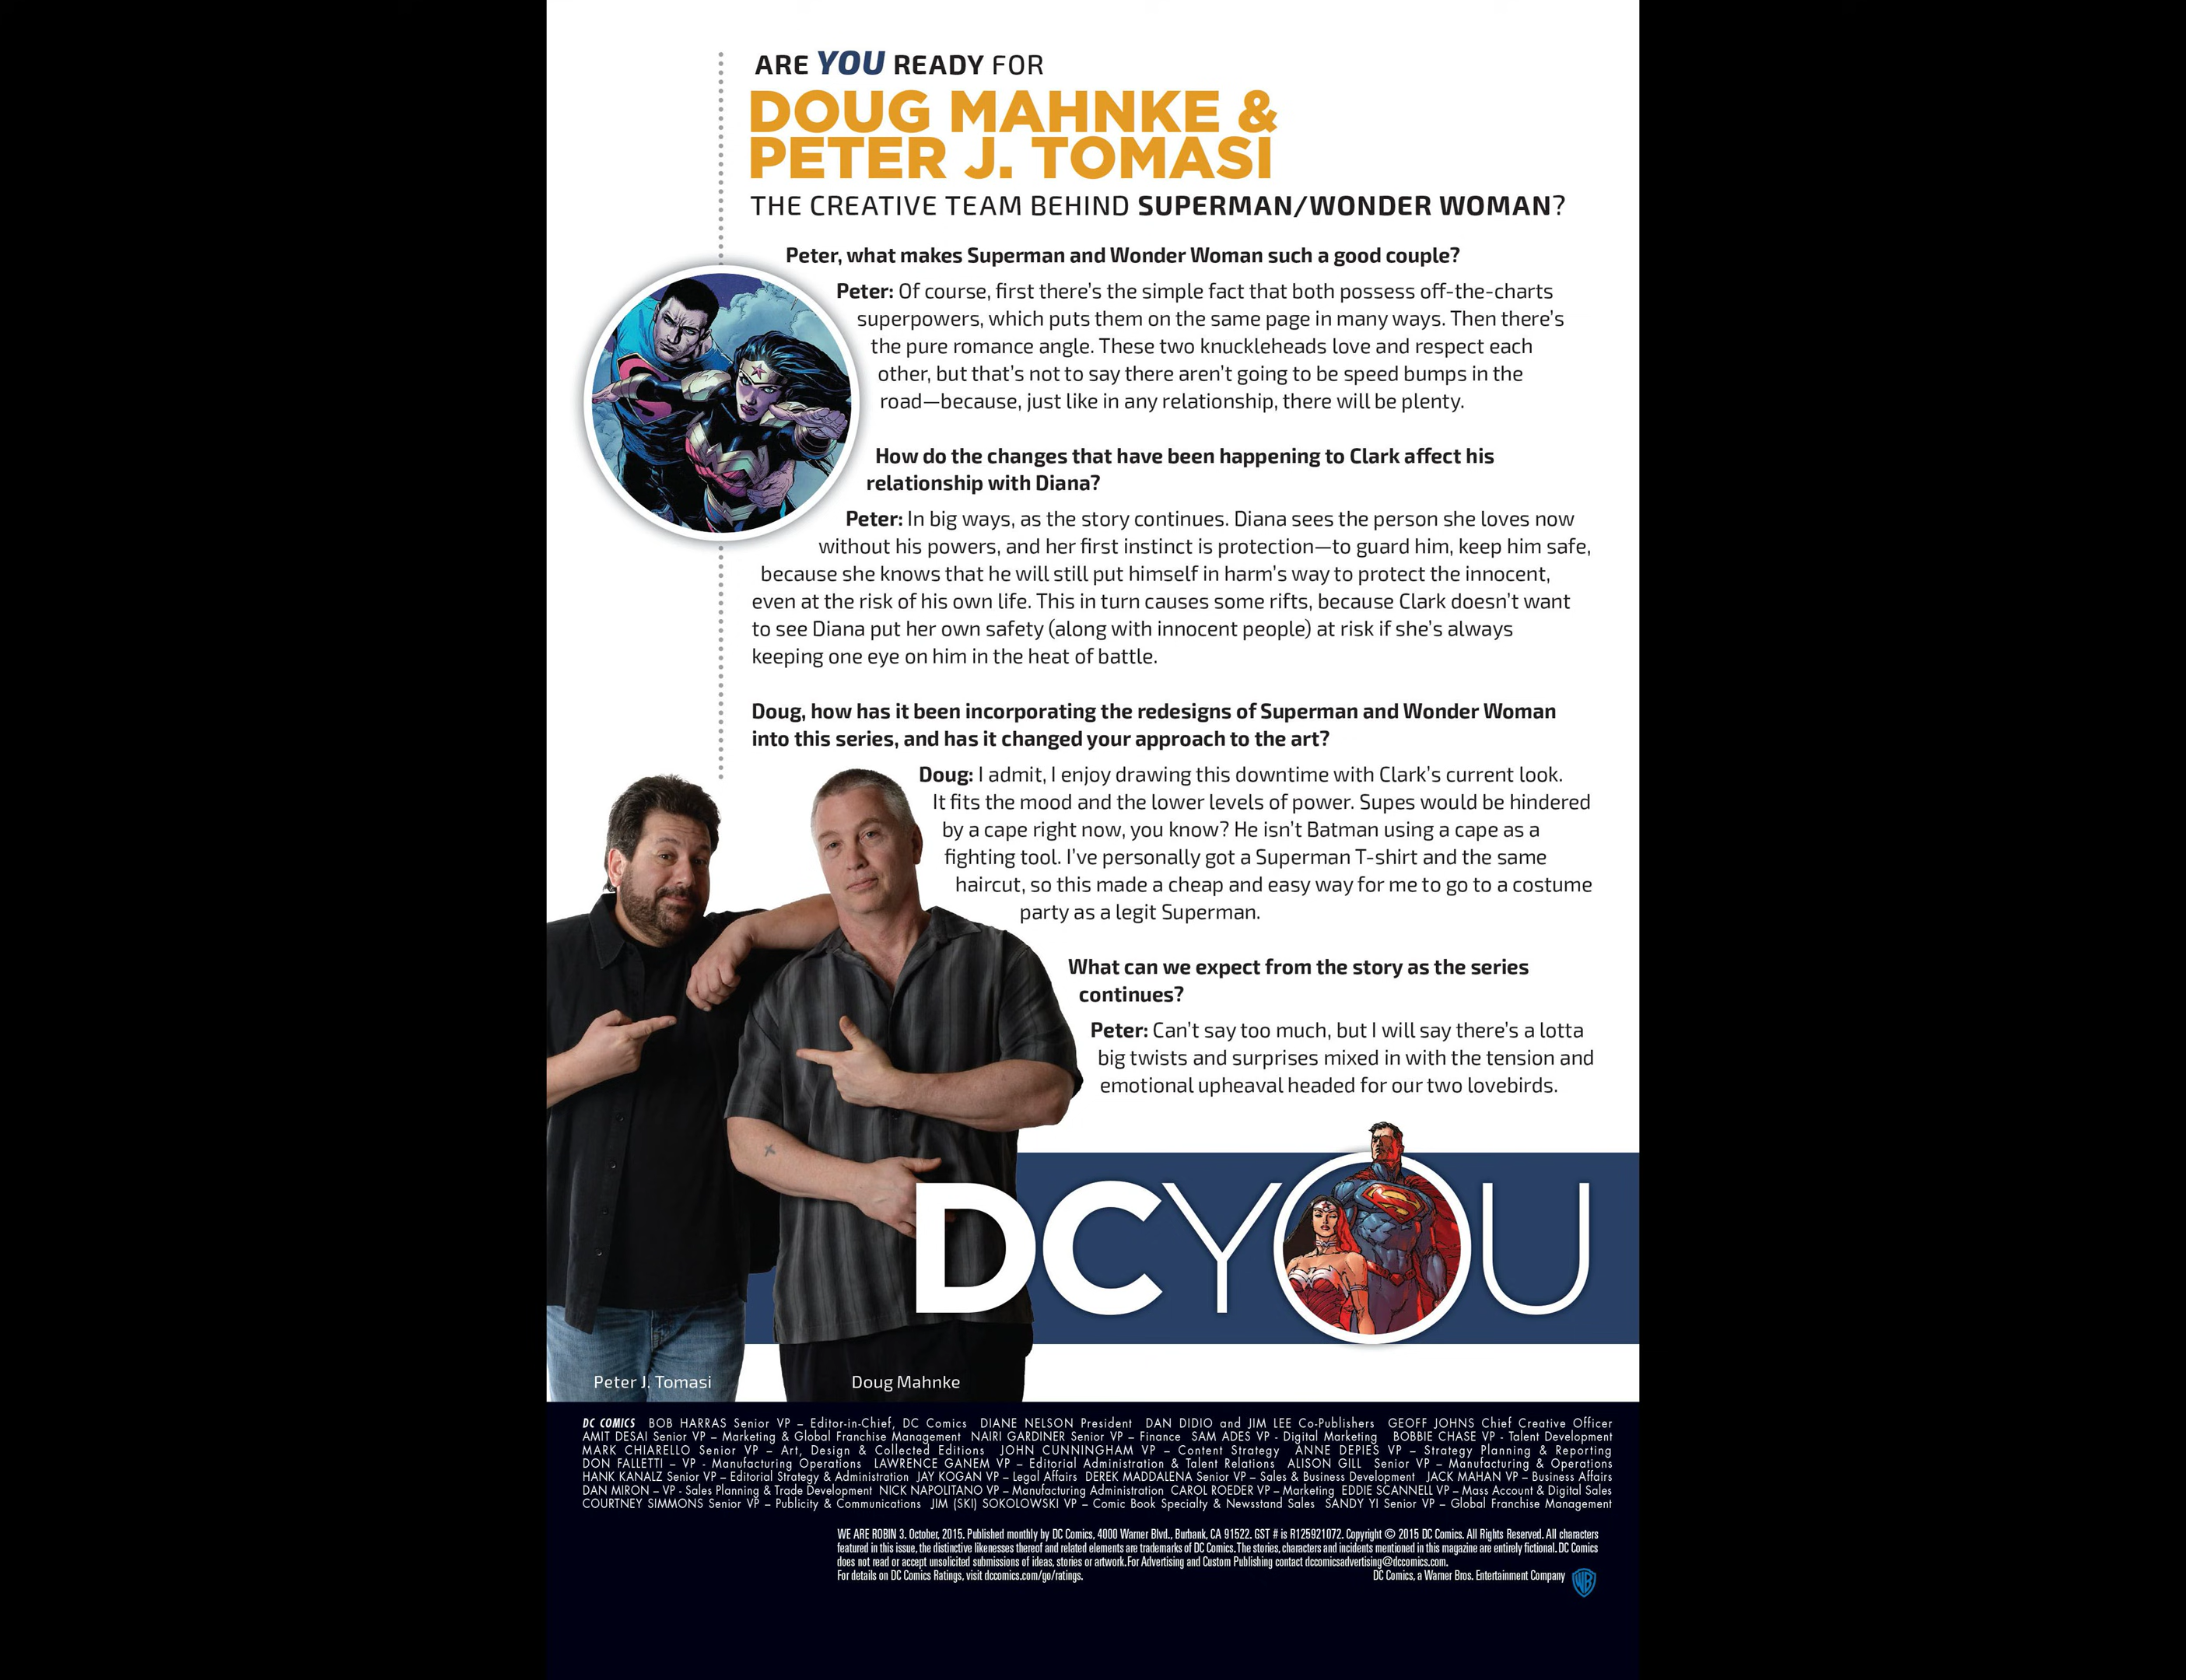 ARE YOU READY FOR
DOUG MAHNKE &
PETER J. TOMASI
THE CREATIVE TEAM BEHIND SUPERMAN/WONDER WOMAN?
Peter, what makes Superman and Wonder Woman such a good couple?
Peter: Of course, first there’s the simple fact that both possess off-the-charts
superpowers, which puts them on the same page in many ways. Then there’s
the pure romance angle. These two knuckleheads love and respect each
other, but that’s not to say there aren’t going to be speed bumps in the
road—because, just like in any relationship, there will be plenty.
How do the changes that have been happening to Clark affect his
relationship with Diana?
Peter: In big ways, as the story continues. Diana sees the person she loves now
without his powers, and her first instinct is protection—to guard him, keep him safe,
because she knows that he will still put himself in harm’s way to protect the innocent,
even at the risk of his own life. This in turn causes some rifts, because Clark doesn’t want
to see Diana put her own safety (along with innocent people) at risk if she’s always
keeping one eye on him in the heat of battle.
Doug, how has it been incorporating the redesigns of Superman and Wonder Woman
into this series, and has it changed your approach to the art?
Doug: I admit, I enjoy drawing this downtime with Clark’s current look.
It fits the mood and the lower levels of power. Supes would be hindered
by a cape right now, you know? He isn’t Batman using a cape as a
fighting tool. I’ve personally got a Superman T-shirt and the same
haircut, so this made a cheap and easy way for me to go to a costume
party as a legit Superman.
What can we expect from the story as the series
continues?
Peter: Can’t say too much, but I will say there’s a lotta
big twists and surprises mixed in with the tension and
emotional upheaval headed for our two lovebirds.
DCYOU
Peter J. Tomasi
Doug Mahnke
DC COMICS BOB HARRAS Senior VP – Editor-in-Chief, DC Comics DIANE NELSON President DAN DIDIO and JIM LEE Co-Publishers GEOFF JOHNS Chief Creative Officer
AMIT DESAI Senior VP – Marketing & Global Franchise Management NAIRI GARDINER Senior VP – Finance SAM ADES VP - Digital Marketing BOBBIE CHASE VP - Talent Development
MARK CHIARELLO Senior VP – Art, Design & Collected Editions JOHN CUNNINGHAM VP – Content Strategy ANNE DEPIES VP – Strategy Planning & Reporting
DON FALLETTI – VP - Manufacturing Operations LAWRENCE GANEM VP – Editorial Administration & Talent Relations ALISON GILL Senior VP – Manufacturing & Operations
HANK KANALZ Senior VP – Editorial Strategy & Administration JAY KOGAN VP – Legal Affairs DEREK MADDALENA Senior VP – Sales & Business Development JACK MAHAN VP – Business Affairs
DAN MIRON – VP - Sales Planning & Trade Development NICK NAPOLITANO VP – Manufacturing Administration CAROL ROEDER VP – Marketing EDDIE SCANNELL VP – Mass Account & Digital Sales
COURTNEY SIMMONS Senior VP – Publicity & Communications JIM (SKI) SOKOLOWSKI VP – Comic Book Specialty & Newsstand Sales SANDY YI Senior VP – Global Franchise Management
WE ARE ROBIN 3. October, 2015. Published monthly by DC Comics, 4000 Warner Blvd., Burbank, CA 91522. GST # is R125921072. Copyright © 2015 DC Comics. All Rights Reserved. All characters
featured in this issue, the distinctive likenesses thereof and related elements are trademarks of DC Comics. The stories, characters and incidents mentioned in this magazine are entirely fictional. DC Comics
does not read or accept unsolicited submissions of ideas, stories or artwork. For Advertising and Custom Publishing contact dccomicsadvertising@dccomics.com.
For details on DC Comics Ratings, visit dccomics.com/go/ratings.
DC Comics, a Warner Bros. Entertainment Company
WB